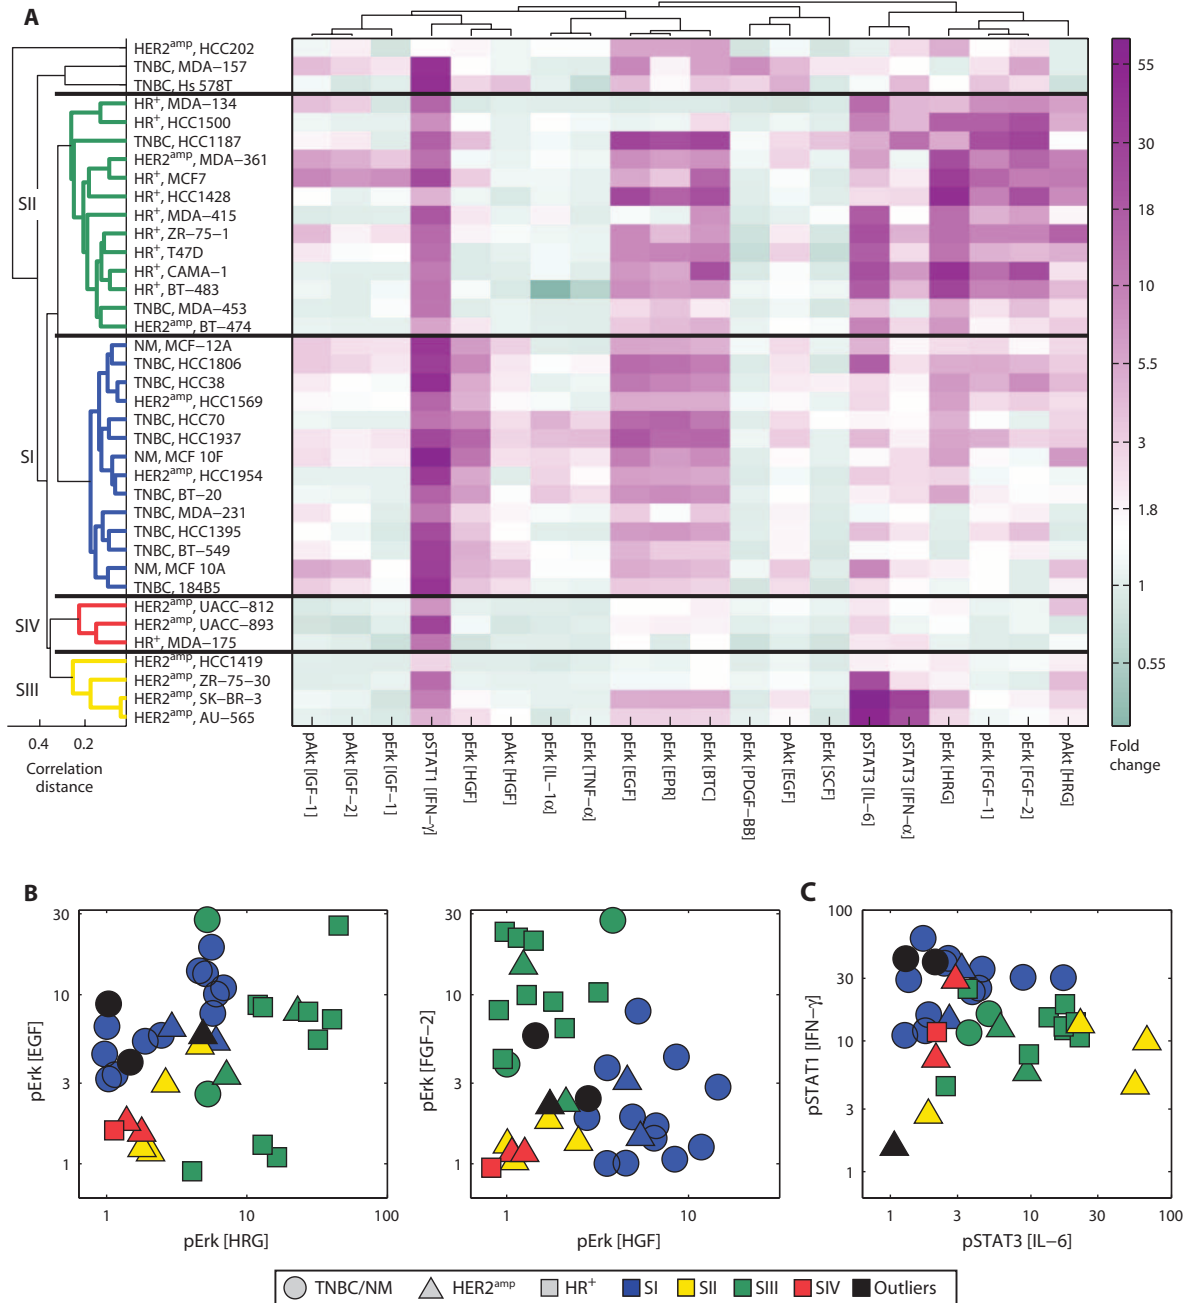 A
HER2amp, HCC202
TNBC, MDA−157
TNBC, Hs 578T
HR+, MDA−134
HR+, HCC1500
TNBC, HCC1187
HER2amp, MDA−361
HR+, MCF7
HR+, HCC1428
HR+, MDA−415
HR+, ZR−75−1
HR+, T47D
HR+, CAMA−1
HR+, BT−483
TNBC, MDA−453
HER2amp, BT−474
NM, MCF−12A
TNBC, HCC1806
TNBC, HCC38
HER2amp, HCC1569
TNBC, HCC70
TNBC, HCC1937
NM, MCF 10F
HER2amp, HCC1954
TNBC, BT−20
TNBC, MDA−231
TNBC, HCC1395
TNBC, BT−549
NM, MCF 10A
TNBC, 184B5
HER2amp, UACC−812
HER2amp, UACC−893
HR+, MDA−175
HER2amp, HCC1419
HER2amp, ZR−75−30
HER2amp, SK−BR−3
HER2amp, AU−565
SII
SI
SIV
SIII
0.4 0.2
Correlation
distance
pAkt [IGF−1]
pAkt [IGF−2]
pErk [IGF−1]
pSTAT1 [IFN−γ]
pErk [HGF]
pAkt [HGF]
pErk [IL−1α]
pErk [TNF−α]
pErk [EGF]
pErk [EPR]
pErk [BTC]
pErk [PDGF−BB]
pAkt [EGF]
pErk [SCF]
pSTAT3 [IL−6]
pSTAT3 [IFN−α]
pErk [HRG]
pErk [FGF−1]
pErk [FGF−2]
pAkt [HRG]
55
30
18
10
5.5
3
1.8
1
0.55
Fold
change
B
30
10
3
1
pErk [EGF]
1 10 100
pErk [HRG]
30
10
3
1
pErk [FGF−2]
1 10
pErk [HGF]
C
100
30
10
3
1
pSTAT1 [IFN−γ]
1 3 10 30 100
pSTAT3 [IL−6]
TNBC/NM HER2amp HR+ SI SII SIII SIV Outliers